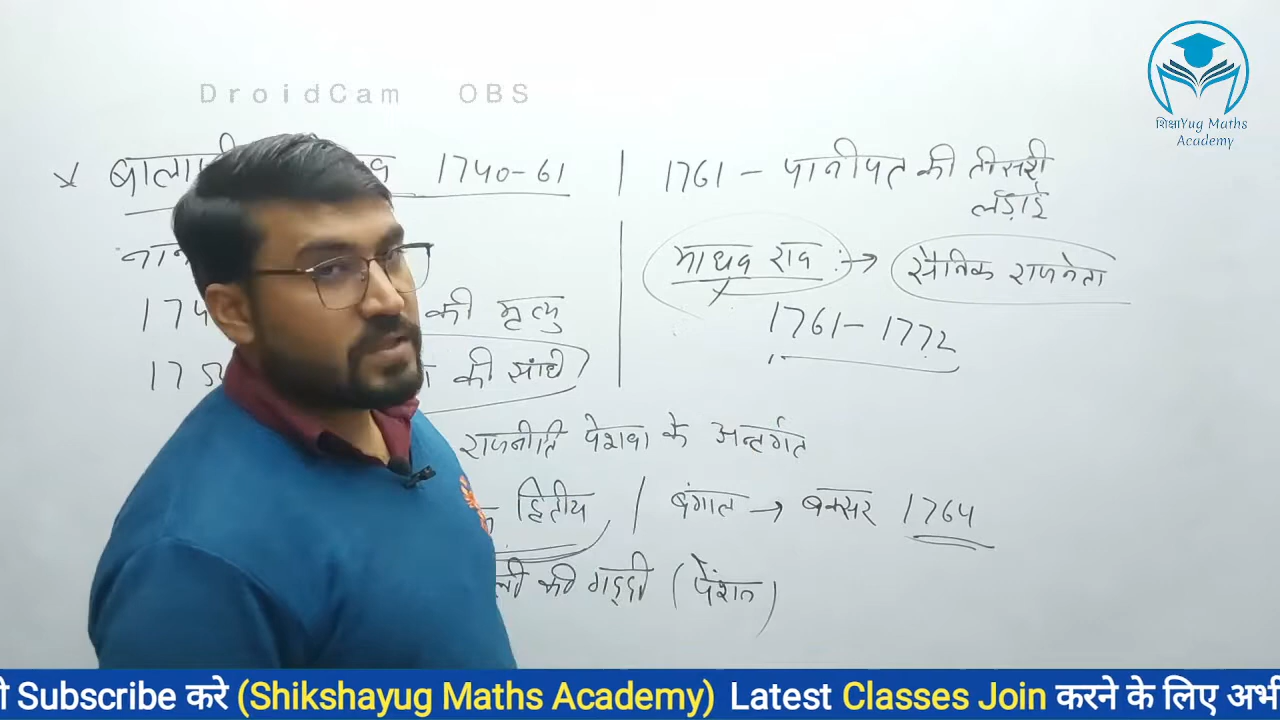 DroidCam OBS
शिक्षाYug Maths
Academy
1740-61
1761 - पानीपत की तीसरी
लड़ाई
माधव राव :→ सैनिक राजनेता
1761-1772
की मृत्यु
की संधि
राजनीति पेशवा के अन्तर्गत
द्वितीय / बंगाल → बक्सर 1764
की गद्दी (पेंशन)
Subscribe करे (Shikshayug Maths Academy) Latest Classes Join करने के लिए अभी